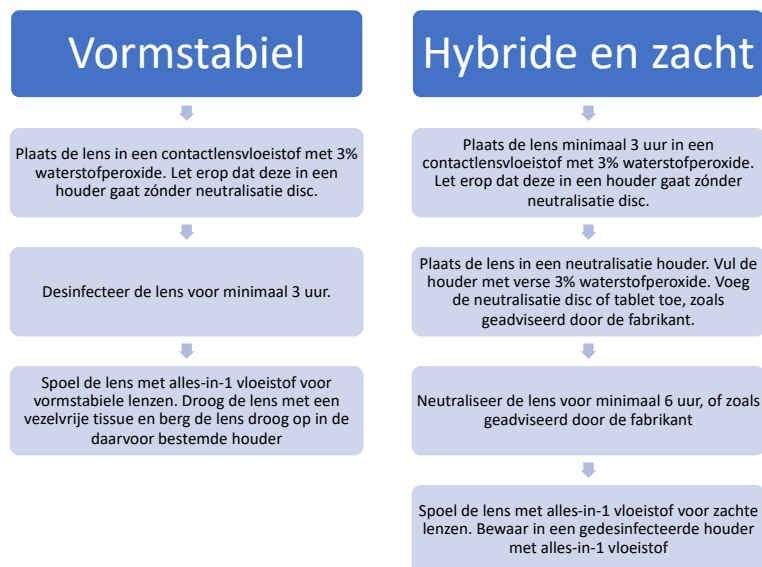 Vormstabiel
Plaats de lens in een contactlensvloeistof met 3%
waterstofperoxide. Let erop dat deze in een
houder gaat zónder neutralisatie disc.
Desinfecteer de lens voor minimaal 3 uur.
Spoel de lens met alles-in-1 vloeistof voor
vormstabiele lenzen. Droog de lens met een
vezelvrije tissue en berg de lens droog op in de
daarvoor bestemde houder
Hybride en zacht
Plaats de lens minimaal 3 uur in een
contactlensvloeistof met 3% waterstofperoxide.
Let erop dat deze in een houder gaat zónder
neutralisatie disc.
Plaats de lens in een neutralisatie houder. Vul de
houder met verse 3% waterstofperoxide. Voeg
de neutralisatie disc of tablet toe, zoals
geadviseerd door de fabrikant.
Neutraliseer de lens voor minimaal 6 uur, of zoals
geadviseerd door de fabrikant
Spoel de lens met alles-in-1 vloeistof voor zachte
lenzen. Bewaar in een gedesinfecteerde houder
met alles-in-1 vloeistof